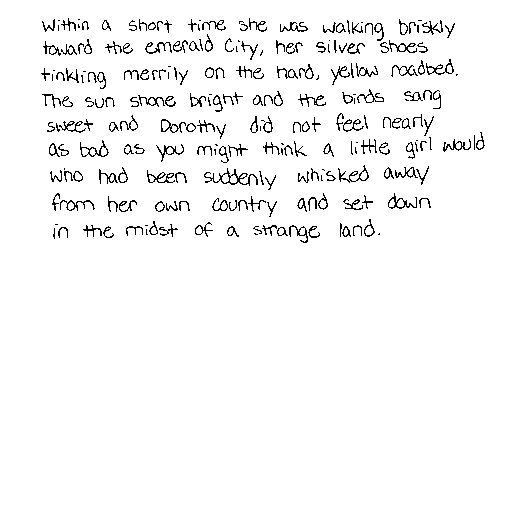 Within a short time she was walking briskly
toward the emerald City, her silver shoes
tinkling merrily on the hard, yellow roadbed.
The sun shone bright and the birds sang
sweet and Dorothy did not feel nearly
as bad as you might think a little girl would
who had been suddenly whisked away
from her own country and set down
in the midst of a strange land.